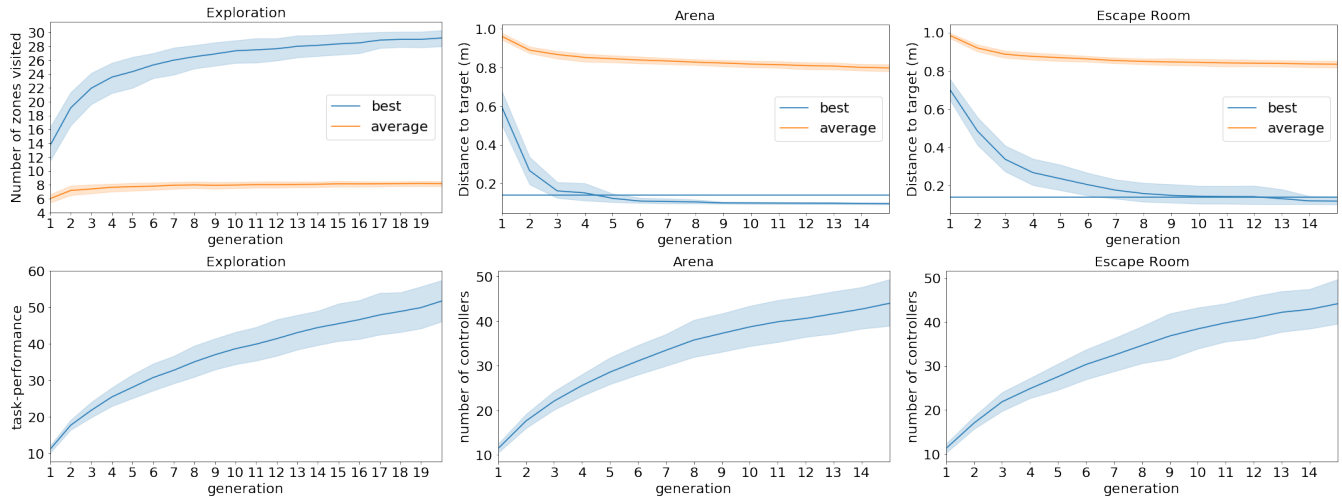 Exploration
Number of zones visited
30
28
26
24
22
20
18
16
14
12
10
8
6
4
best
average
1 2 3 4 5 6 7 8 9 10 11 12 13 14 15 16 17 18 19
generation
Arena
Distance to target (m)
1.0
0.8
0.6
0.4
0.2
best
average
1 2 3 4 5 6 7 8 9 10 11 12 13 14
generation
Escape Room
Distance to target (m)
1.0
0.8
0.6
0.4
0.2
best
average
1 2 3 4 5 6 7 8 9 10 11 12 13 14
generation
Exploration
task-performance
60
50
40
30
20
10
1 2 3 4 5 6 7 8 9 10 11 12 13 14 15 16 17 18 19
generation
Arena
number of controllers
50
40
30
20
10
1 2 3 4 5 6 7 8 9 10 11 12 13 14
generation
Escape Room
number of controllers
50
40
30
20
10
1 2 3 4 5 6 7 8 9 10 11 12 13 14
generation